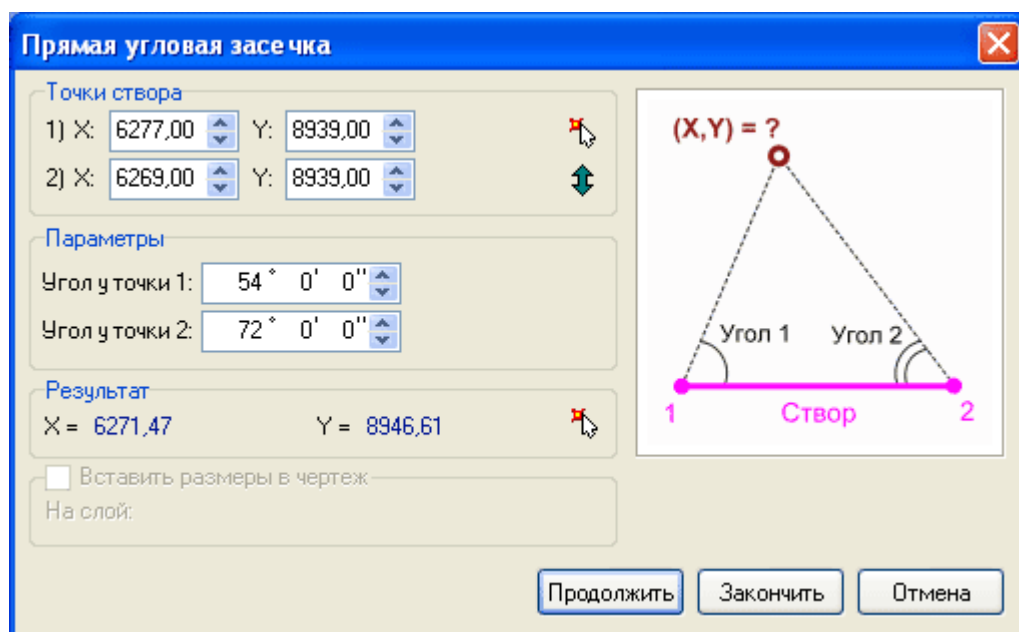 Прямая угловая засечка
Точки створа
1) X: 6277,00 Y: 8939,00
2) X: 6269,00 Y: 8939,00
Параметры
Угол у точки 1: 54° 0' 0"
Угол у точки 2: 72° 0' 0"
Результат
X = 6271,47 Y = 8946,61
Вставить размеры в чертеж
На слой:
(X,Y) = ?
Угол 1 Угол 2
1 Створ 2
Продолжить Закончить Отмена